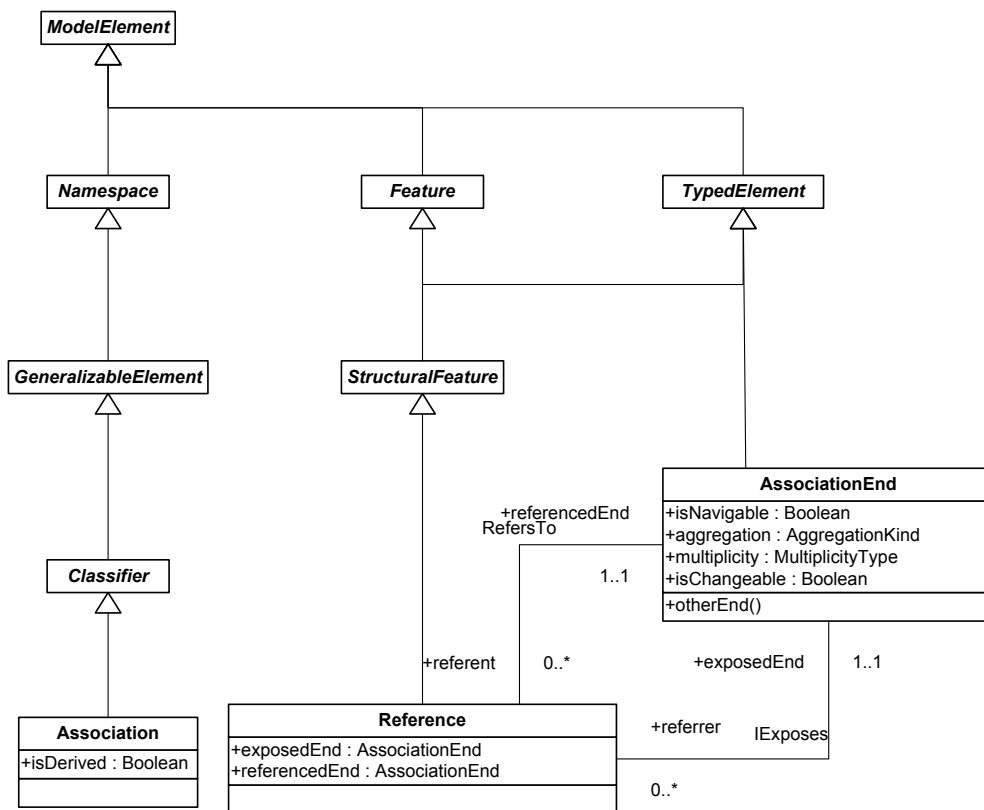 ModelElement
Namespace
Feature
TypedElement
GeneralizableElement
StructuralFeature
AssociationEnd
+isNavigable : Boolean
+aggregation : AggregationKind
+multiplicity : MultiplicityType
+isChangeable : Boolean
+otherEnd()
+referencedEnd
RefersTo
1..1
Classifier
+referent
0..*
+exposedEnd
1..1
Association
+isDerived : Boolean
Reference
+exposedEnd : AssociationEnd
+referencedEnd : AssociationEnd
+referrer
IExposes
0..*